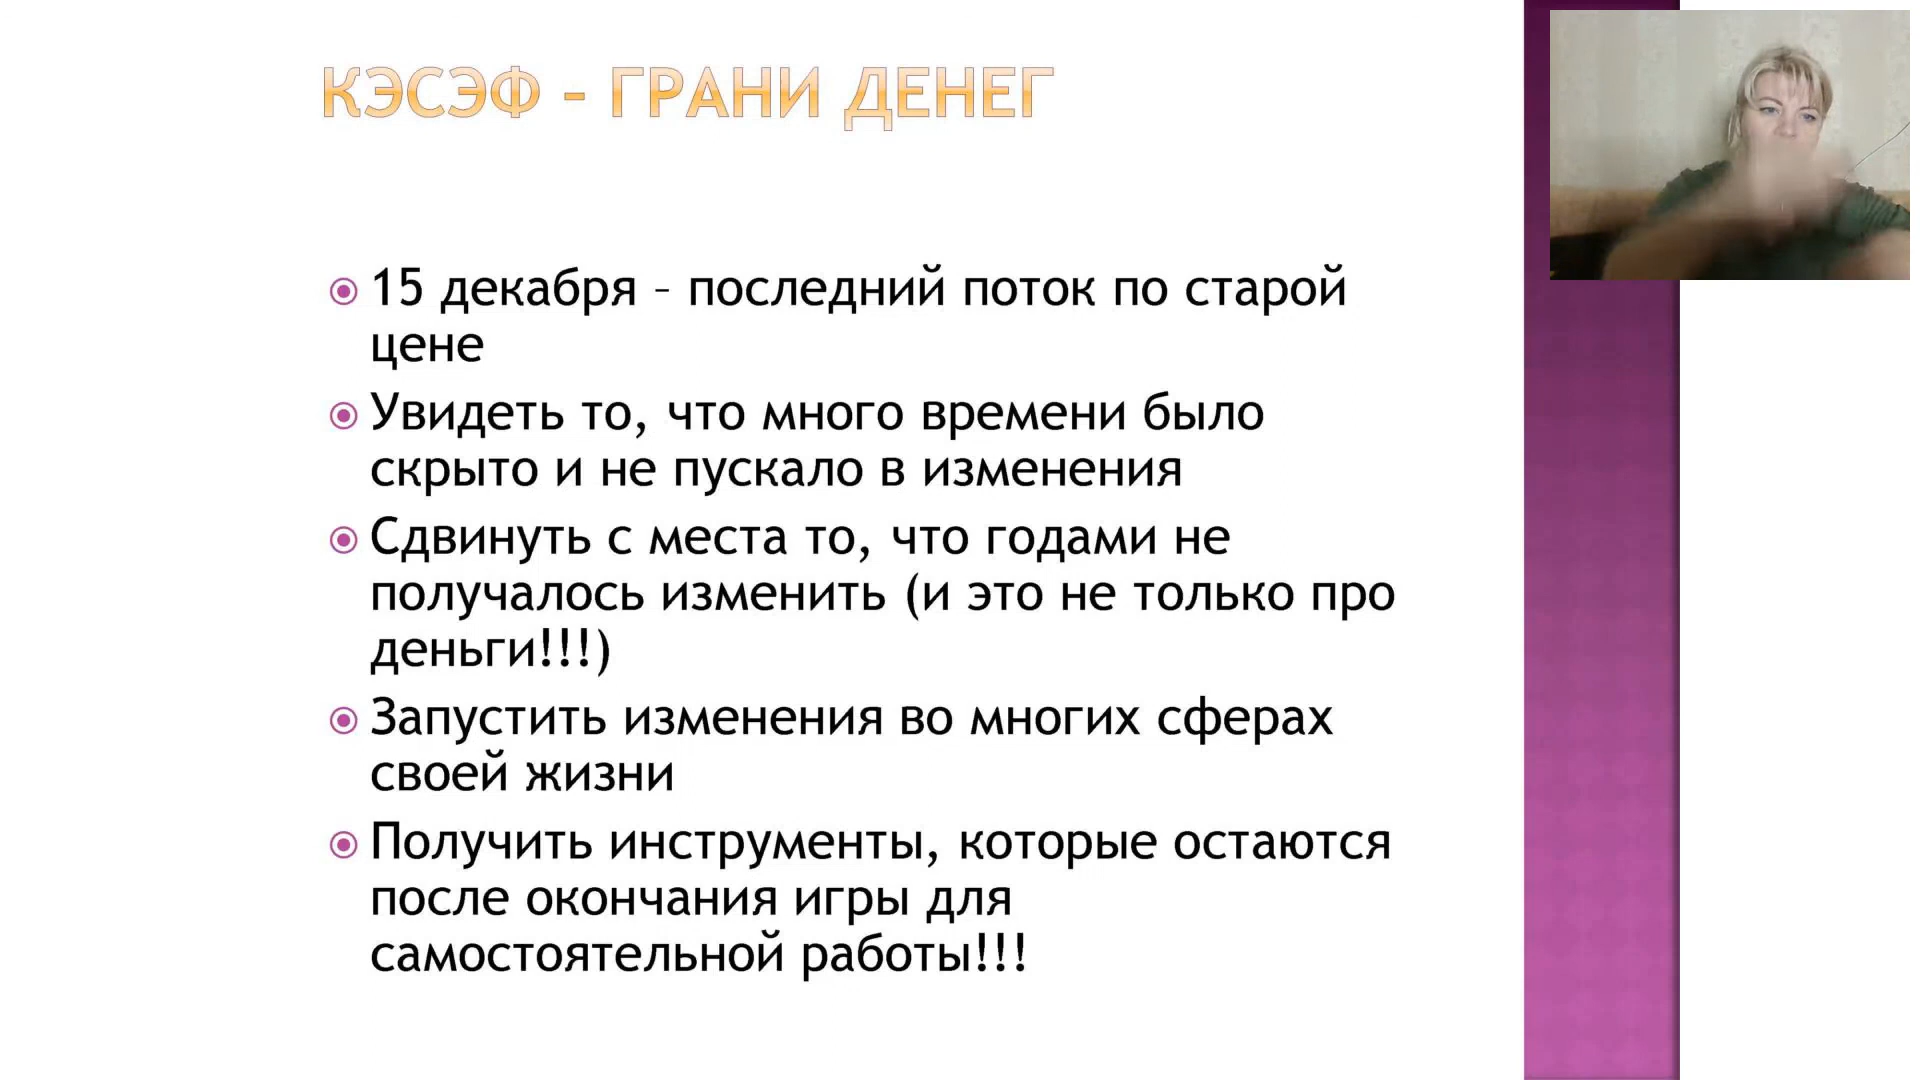 КЭСЭФ – ГРАНИ ДЕНЕГ
15 декабря – последний поток по старой
цене
Увидеть то, что много времени было
скрыто и не пускало в изменения
Сдвинуть с места то, что годами не
получалось изменить (и это не только про
деньги!!!)
Запустить изменения во многих сферах
своей жизни
Получить инструменты, которые остаются
после окончания игры для
самостоятельной работы!!!